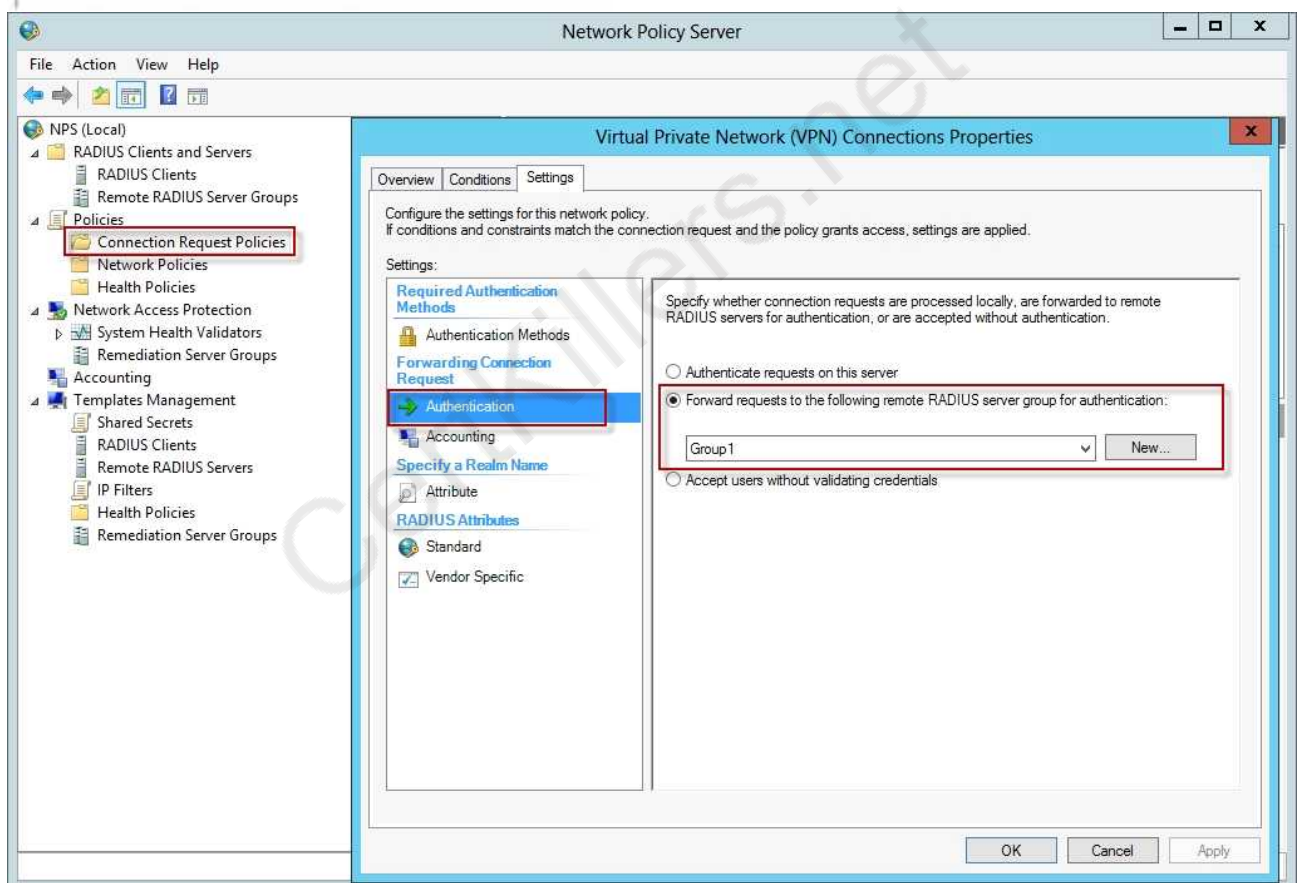 Network Policy Server
File Action View Help
NPS (Local)
RADIUS Clients and Servers
RADIUS Clients
Remote RADIUS Server Groups
Policies
Connection Request Policies
Network Policies
Health Policies
Network Access Protection
System Health Validators
Remediation Server Groups
Accounting
Templates Management
Shared Secrets
RADIUS Clients
Remote RADIUS Servers
IP Filters
Health Policies
Remediation Server Groups
Virtual Private Network (VPN) Connections Properties
Overview Conditions Settings
Configure the settings for this network policy.
If conditions and constraints match the connection request and the policy grants access, settings are applied.
Settings:
Required Authentication
Methods
Authentication Methods
Forwarding Connection
Request
Authentication
Accounting
Specify a Realm Name
Attribute
RADIUS Attributes
Standard
Vendor Specific
Specify whether connection requests are processed locally, are forwarded to remote
RADIUS servers for authentication, or are accepted without authentication.
Authenticate requests on this server
Forward requests to the following remote RADIUS server group for authentication:
Group1
New...
Accept users without validating credentials
OK Cancel Apply
CertKillers.net